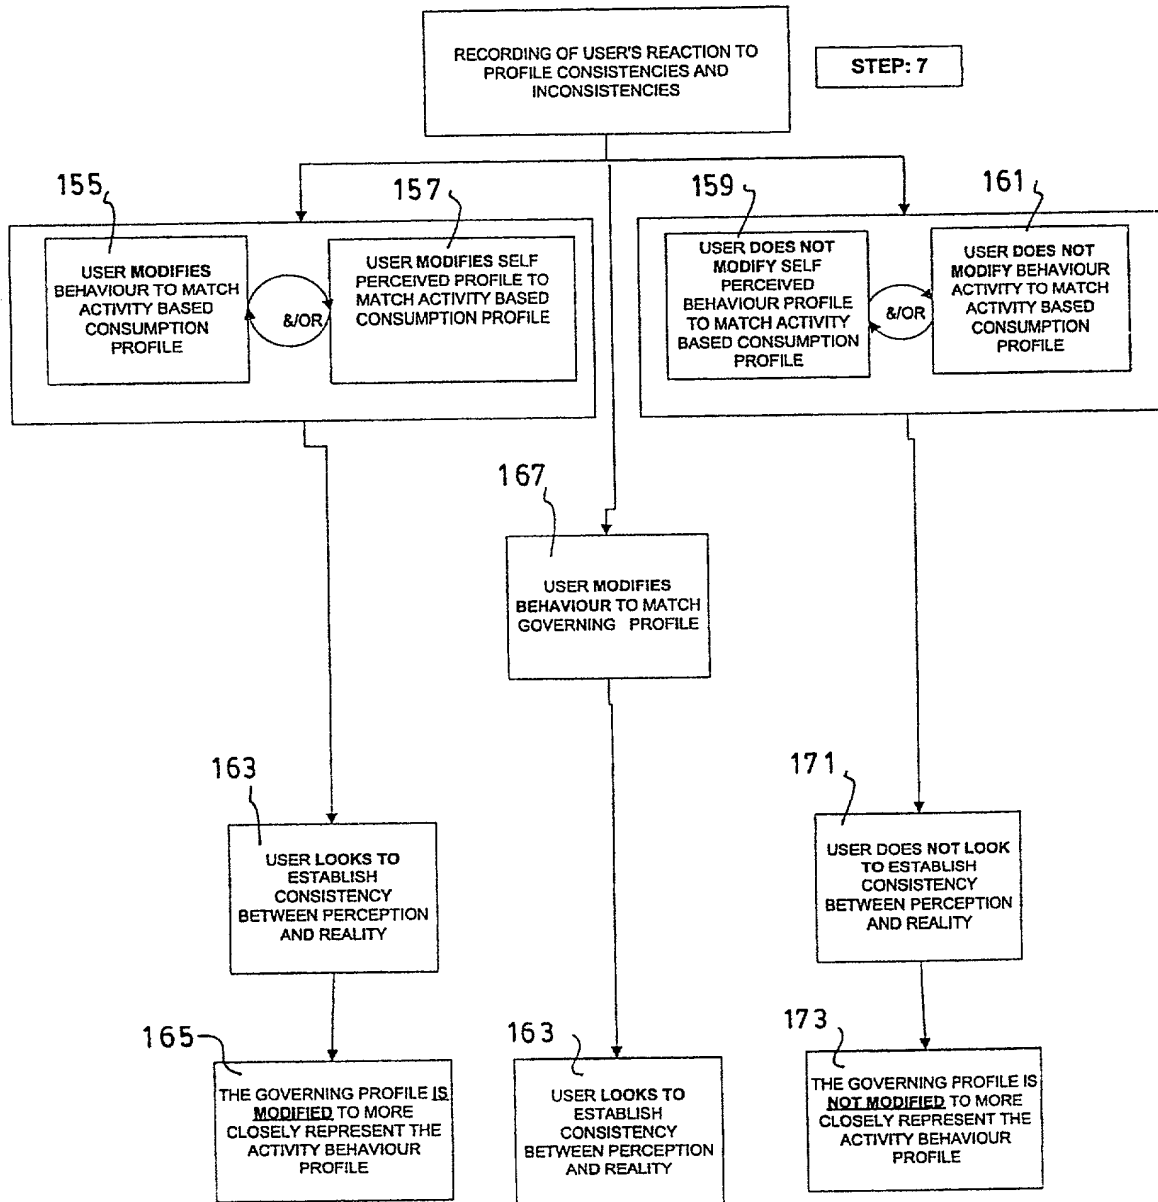 RECORDING OF USER'S REACTION TO
PROFILE CONSISTENCIES AND
INCONSISTENCIES
STEP: 7
155
157
159
161
USER MODIFIES
BEHAVIOUR TO MATCH
ACTIVITY BASED
CONSUMPTION
PROFILE
&/OR
USER MODIFIES SELF
PERCEIVED PROFILE TO
MATCH ACTIVITY BASED
CONSUMPTION PROFILE
USER DOES NOT
MODIFY SELF
PERCEIVED
BEHAVIOUR PROFILE
TO MATCH ACTIVITY
BASED CONSUMPTION
PROFILE
&/OR
USER DOES NOT
MODIFY BEHAVIOUR
ACTIVITY TO MATCH
ACTIVITY BASED
CONSUMPTION
PROFILE
167
USER MODIFIES
BEHAVIOUR TO MATCH
GOVERNING PROFILE
163
USER LOOKS TO
ESTABLISH
CONSISTENCY
BETWEEN PERCEPTION
AND REALITY
171
USER DOES NOT LOOK
TO ESTABLISH
CONSISTENCY
BETWEEN PERCEPTION
AND REALITY
165
THE GOVERNING PROFILE IS
MODIFIED TO MORE
CLOSELY REPRESENT THE
ACTIVITY BEHAVIOUR
PROFILE
163
USER LOOKS TO
ESTABLISH
CONSISTENCY
BETWEEN PERCEPTION
AND REALITY
173
THE GOVERNING PROFILE IS
NOT MODIFIED TO MORE
CLOSELY REPRESENT THE
ACTIVITY BEHAVIOUR
PROFILE